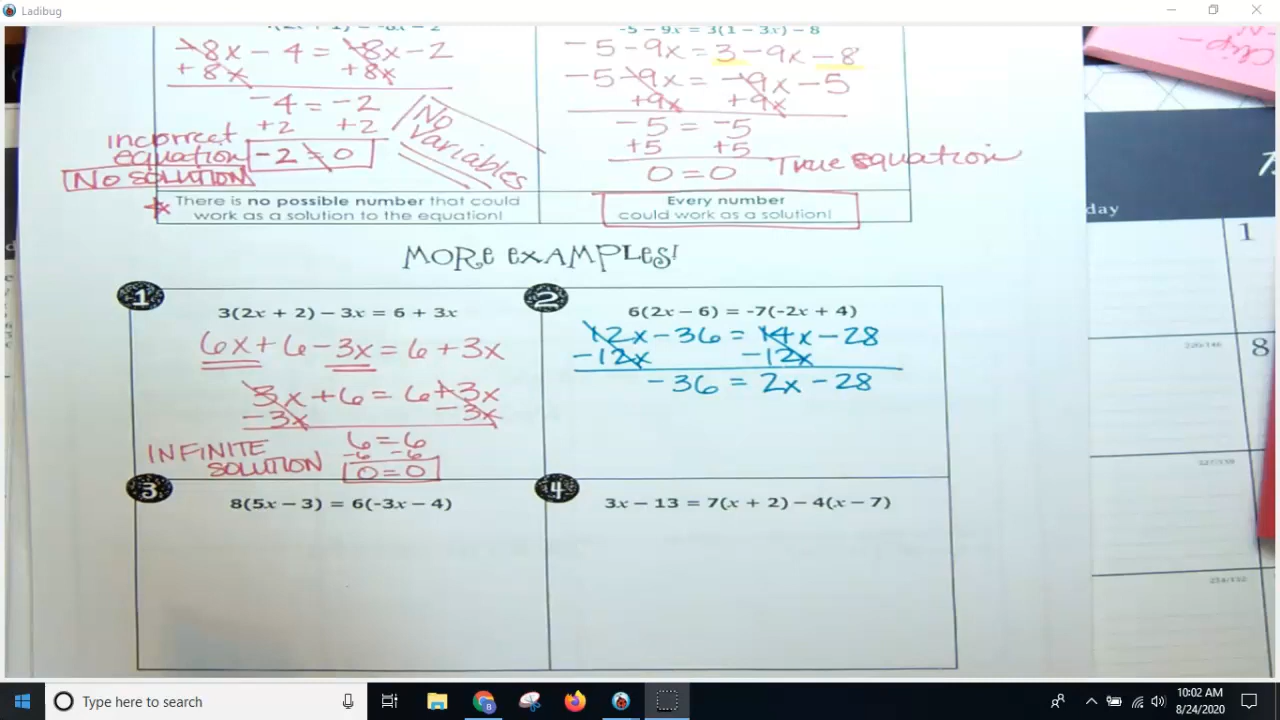 Ladibug
-5 − 9x = 3(1 − 3x) − 8
-8x - 4 = -8x - 2
+8x +8x
-4 = -2
+2 +2
-2 = 0
incorrect
equation
NO SOLUTION
No
variables
-5 - 9x = 3 - 9x - 8
-5 - 9x = -9x - 5
+9x +9x
-5 = -5
+5 +5
0 = 0
True equation
There is no possible number that could
work as a solution to the equation!
Every number
could work as a solution!
MORE EXAMPLES!
1
3(2x + 2) − 3x = 6 + 3x
6x + 6 - 3x = 6 + 3x
3x + 6 = 6 + 3x
-3x -3x
6 = 6
-6 -6
0 = 0
INFINITE
SOLUTION
2
6(2x − 6) = -7(-2x + 4)
12x - 36 = 14x - 28
-12x -12x
-36 = 2x - 28
3
8(5x − 3) = 6(-3x − 4)
4
3x − 13 = 7(x + 2) − 4(x − 7)
day
1
8
Type here to search
10:02 AM
8/24/2020